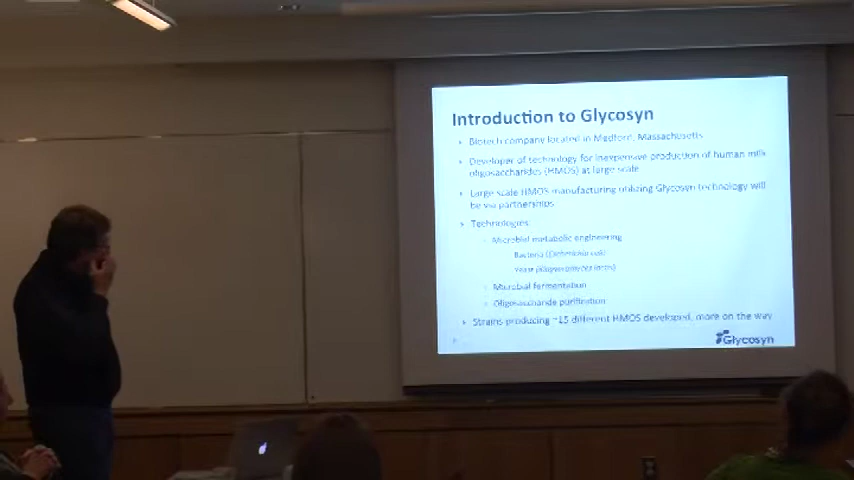 Introduction to Glycosyn
Biotech company located in Medford, Massachusetts
Developer of technology for inexpensive production of human milk
oligosaccharides (HMOS) at large scale
Large scale HMOS manufacturing utilizing Glycosyn technology will
be via partnerships
Technologies:
Microbial metabolic engineering
Bacteria (Escherichia coli)
Yeast (Kluyveromyces lactis)
Microbial fermentation
Oligosaccharide purification
Strains producing ~15 different HMOS developed, more on the way
Glycosyn